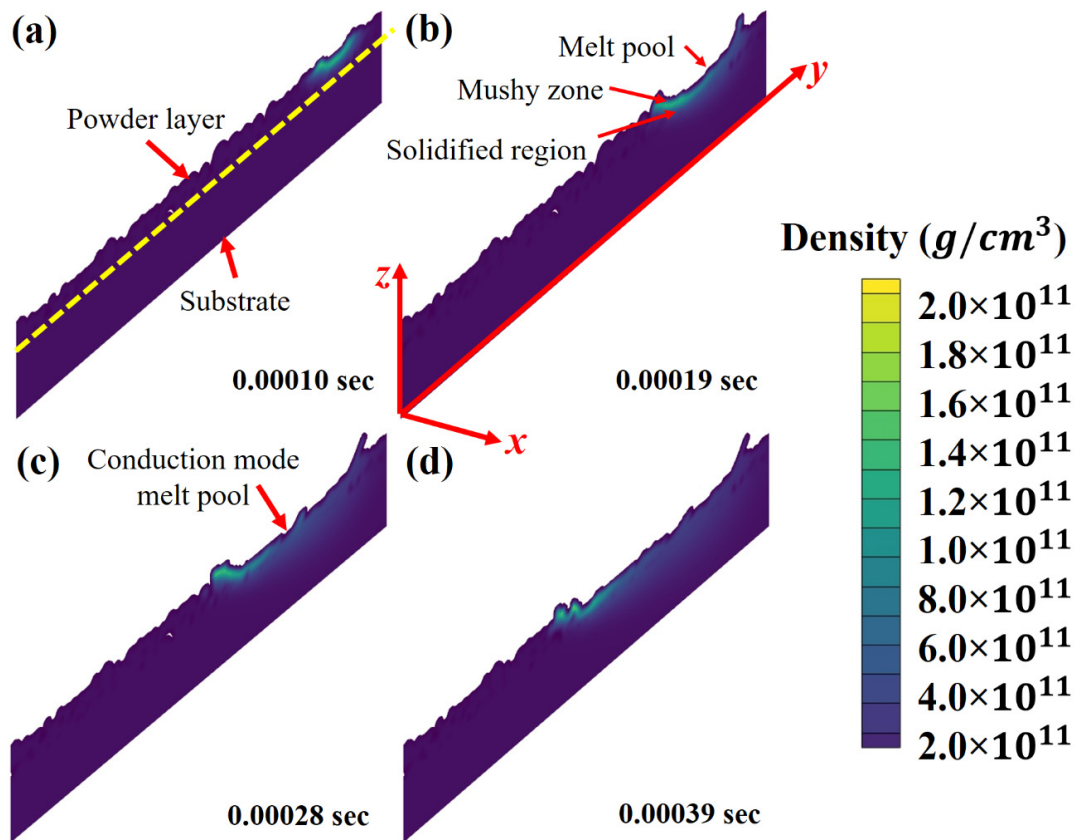 (a)
Powder layer
Substrate
0.00010 sec
(b)
Melt pool
Mushy zone
Solidified region
y
z
x
0.00019 sec
(c)
Conduction mode
melt pool
0.00028 sec
(d)
0.00039 sec
Density (g/cm³)
2.0×10¹¹
1.8×10¹¹
1.6×10¹¹
1.4×10¹¹
1.2×10¹¹
1.0×10¹¹
8.0×10¹¹
6.0×10¹¹
4.0×10¹¹
2.0×10¹¹